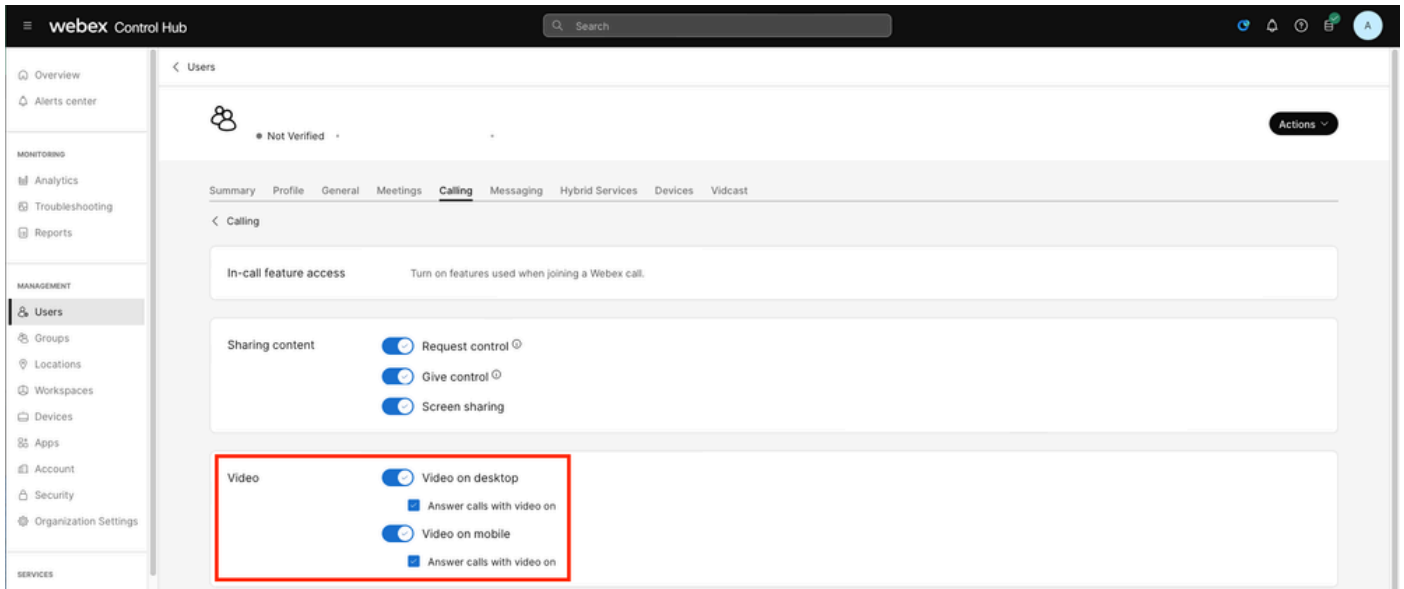 webex Control Hub
Search
A
Overview
Alerts center
MONITORING
Analytics
Troubleshooting
Reports
MANAGEMENT
Users
Groups
Locations
Workspaces
Devices
Apps
Account
Security
Organization Settings
SERVICES
Users
Not Verified
Actions
Summary Profile General Meetings Calling Messaging Hybrid Services Devices Vidcast
Calling
In-call feature access Turn on features used when joining a Webex call.
Sharing content Request control
Give control
Screen sharing
Video Video on desktop
Answer calls with video on
Video on mobile
Answer calls with video on